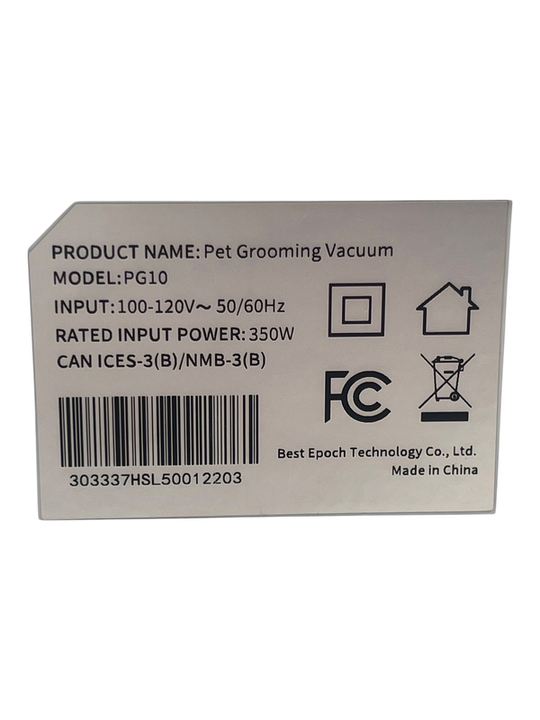 PRODUCT NAME: Pet Grooming Vacuum
MODEL:PG10
INPUT: 100-120V~ 50/60Hz
RATED INPUT POWER: 350W
CAN ICES-3(B)/NMB-3(B)
FC
Best Epoch Technology Co., Ltd.
Made in China
303337HSL50012203